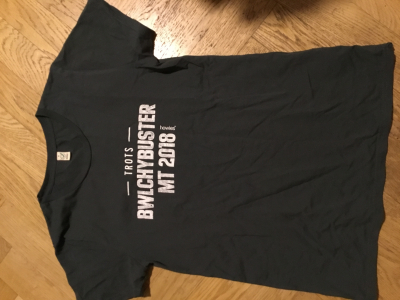 — TROTS —
BWLCHYBUSTER
MT 2018